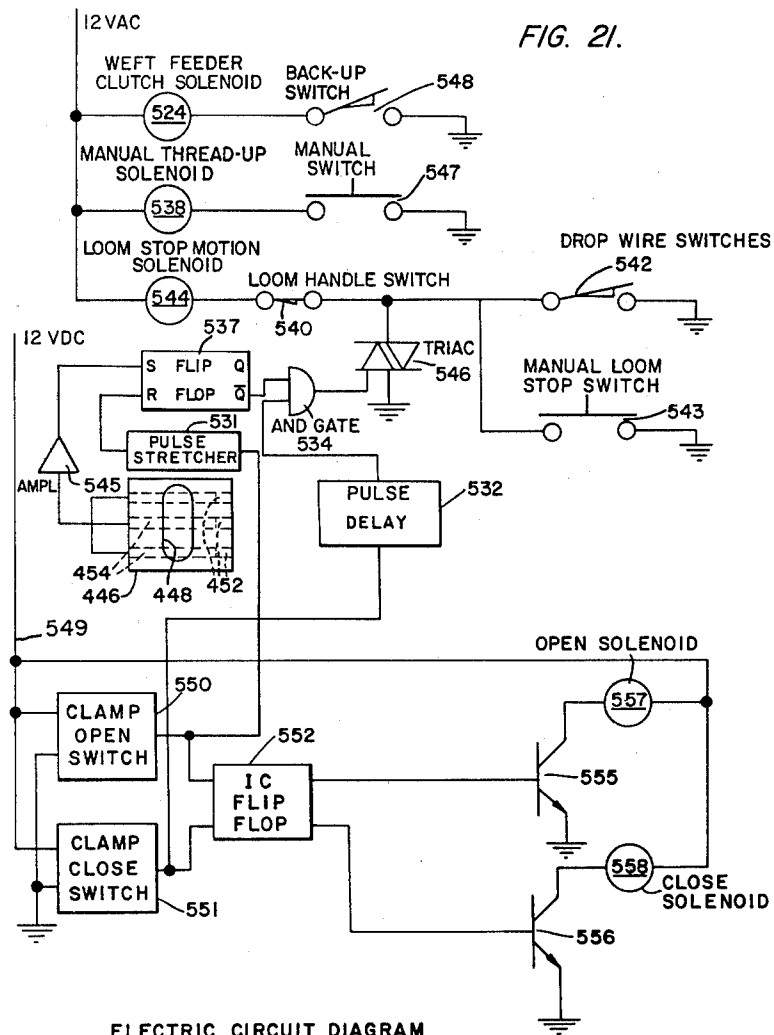 12 VAC
FIG. 21.
WEFT FEEDER
CLUTCH SOLENOID
524
BACK-UP
SWITCH
548
MANUAL THREAD-UP
SOLENOID
538
MANUAL
SWITCH
547
LOOM STOP MOTION
SOLENOID
544
LOOM HANDLE SWITCH
540
DROP WIRE SWITCHES
542
12 VDC
537
S FLIP Q
R FLOP Q̅
TRIAC
546
AND GATE
534
MANUAL LOOM
STOP SWITCH
543
531
PULSE
STRETCHER
AMPL
545
PULSE
DELAY
532
454
446
448
452
549
OPEN SOLENOID
557
550
CLAMP
OPEN
SWITCH
552
IC
FLIP
FLOP
555
CLAMP
CLOSE
SWITCH
551
558
CLOSE
SOLENOID
556
ELECTRIC CIRCUIT DIAGRAM